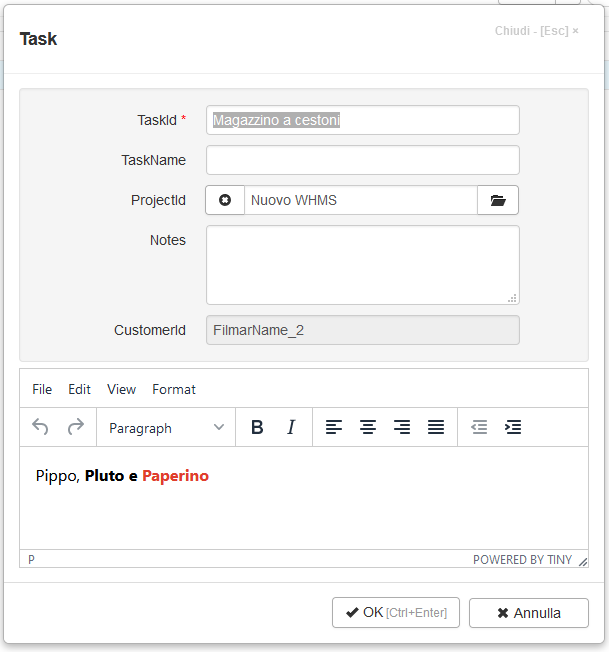 Task
Chiudi - [Esc] ×
TaskId *
Magazzino a cestoni
TaskName
ProjectId
Nuovo WHMS
Notes
CustomerId
FilmarName_2
File Edit View Format
Paragraph B I
Pippo, Pluto e Paperino
P
POWERED BY TINY
OK [Ctrl+Enter]
Annulla